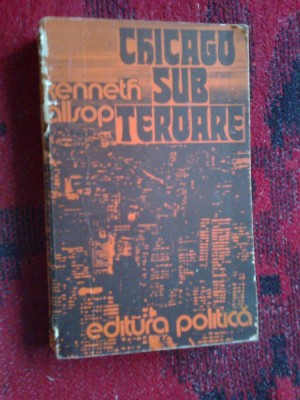 CHICAGO
kenneth SUB
allsop TEROARE
editura politică